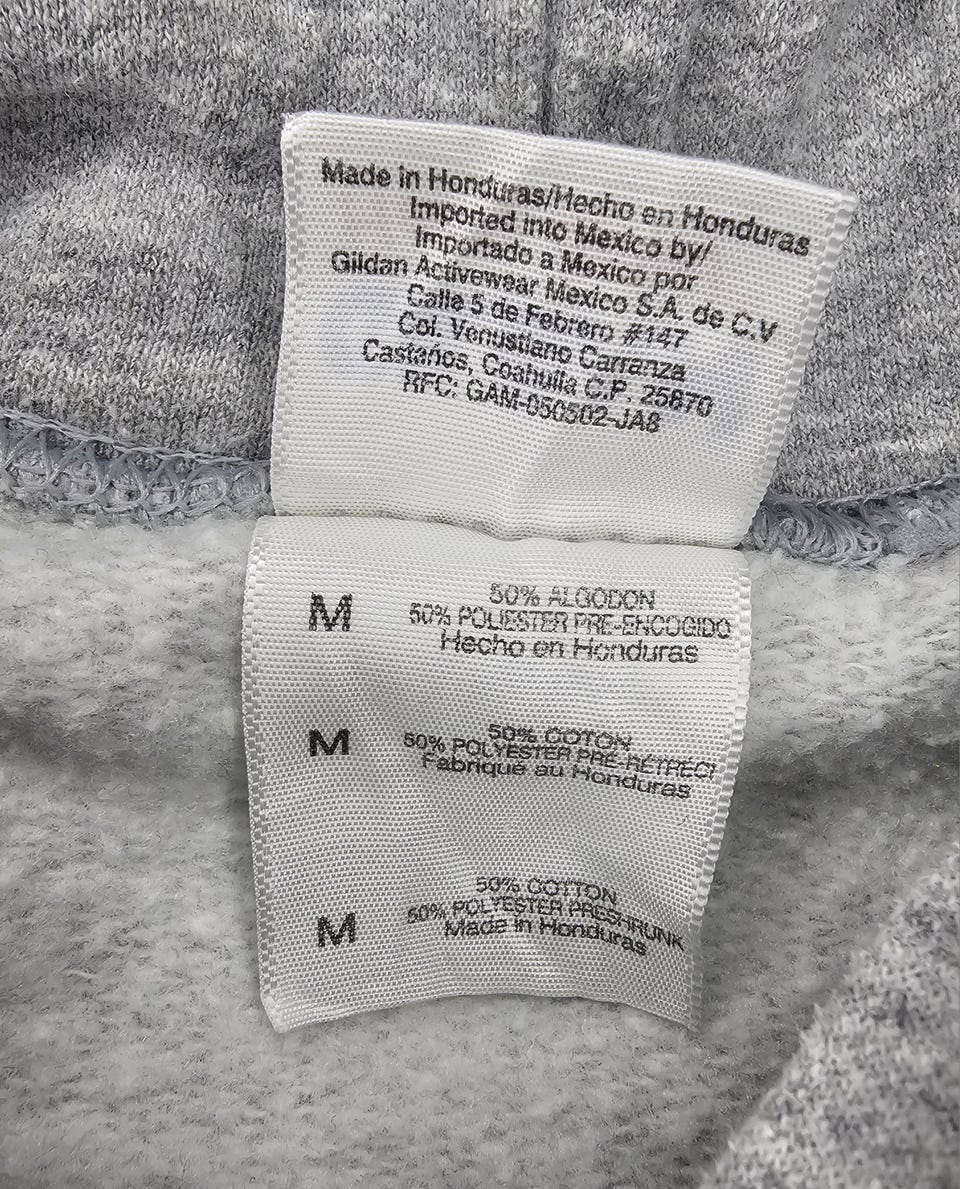 Made in Honduras/Hecho en Honduras
Imported into Mexico by/
Importado a Mexico por
Gildan Activewear Mexico S.A. de C.V
Calle 5 de Febrero #147
Col. Venustiano Carranza
Castaños, Coahuila C.P. 25870
RFC: GAM-050502-JA8
M
50% ALGODON
50% POLIESTER PRE-ENCOGIDO
Hecho en Honduras
M
50% COTON
50% POLYESTER PRÉ-RÉTRÉCI
Fabriqué au Honduras
M
50% COTTON
50% POLYESTER PRESHRUNK
Made in Honduras